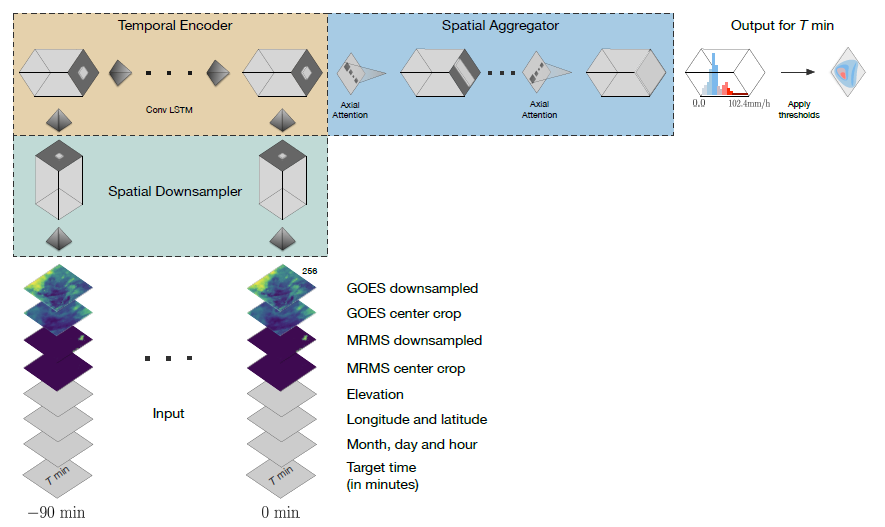 Temporal Encoder
Spatial Aggregator
Output for T min
Conv LSTM
Axial
Attention
Axial
Attention
0.0
102.4mm/h
Apply
thresholds
Spatial Downsampler
256
GOES downsampled
GOES center crop
MRMS downsampled
MRMS center crop
Elevation
Input
Longitude and latitude
Month, day and hour
T min
T min
Target time
(in minutes)
−90 min
0 min